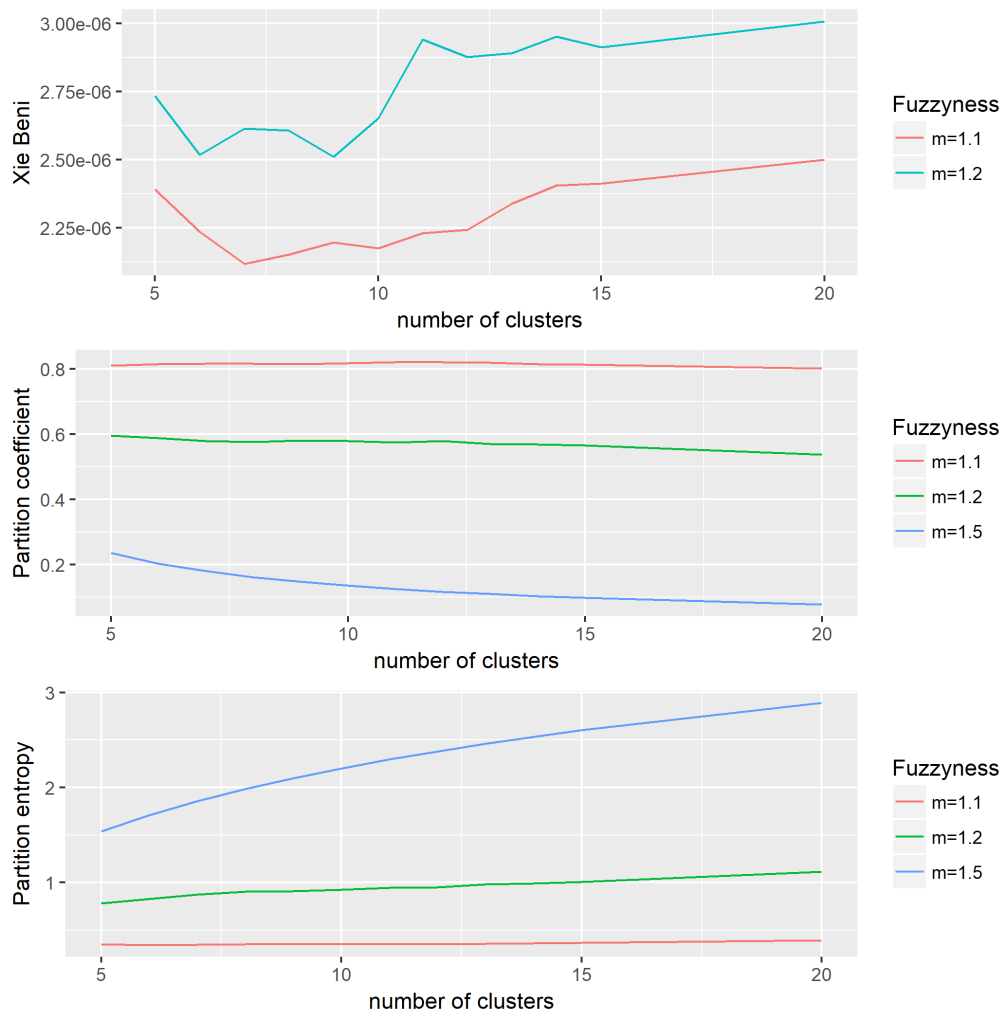 Xie Beni
3.00e-06
2.75e-06
2.50e-06
2.25e-06
5 10 15 20
number of clusters
Fuzzyness
m=1.1
m=1.2
Partition coefficient
0.8
0.6
0.4
0.2
5 10 15 20
number of clusters
Fuzzyness
m=1.1
m=1.2
m=1.5
Partition entropy
3
2
1
5 10 15 20
number of clusters
Fuzzyness
m=1.1
m=1.2
m=1.5